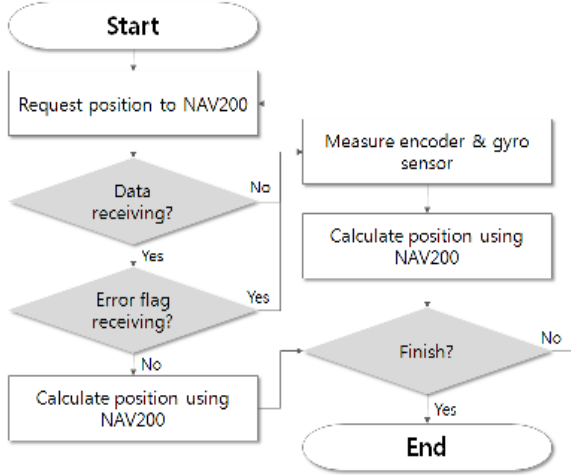 Start
Request position to NAV200
Data
receiving?
No
Yes
Error flag
receiving?
Yes
No
Calculate position using
NAV200
Measure encoder & gyro
sensor
Calculate position using
NAV200
Finish?
No
Yes
End